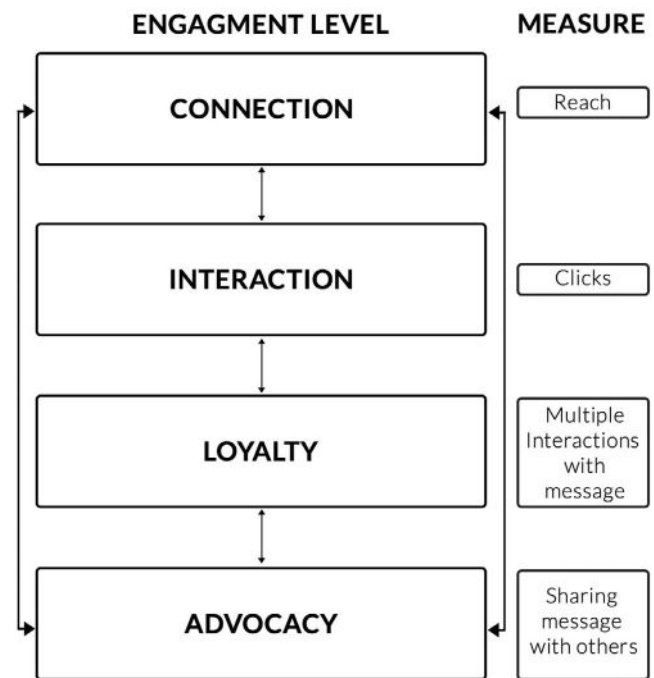 ENGAGMENT LEVEL
MEASURE
CONNECTION
Reach
INTERACTION
Clicks
LOYALTY
Multiple
Interactions
with
message
ADVOCACY
Sharing
message
with others